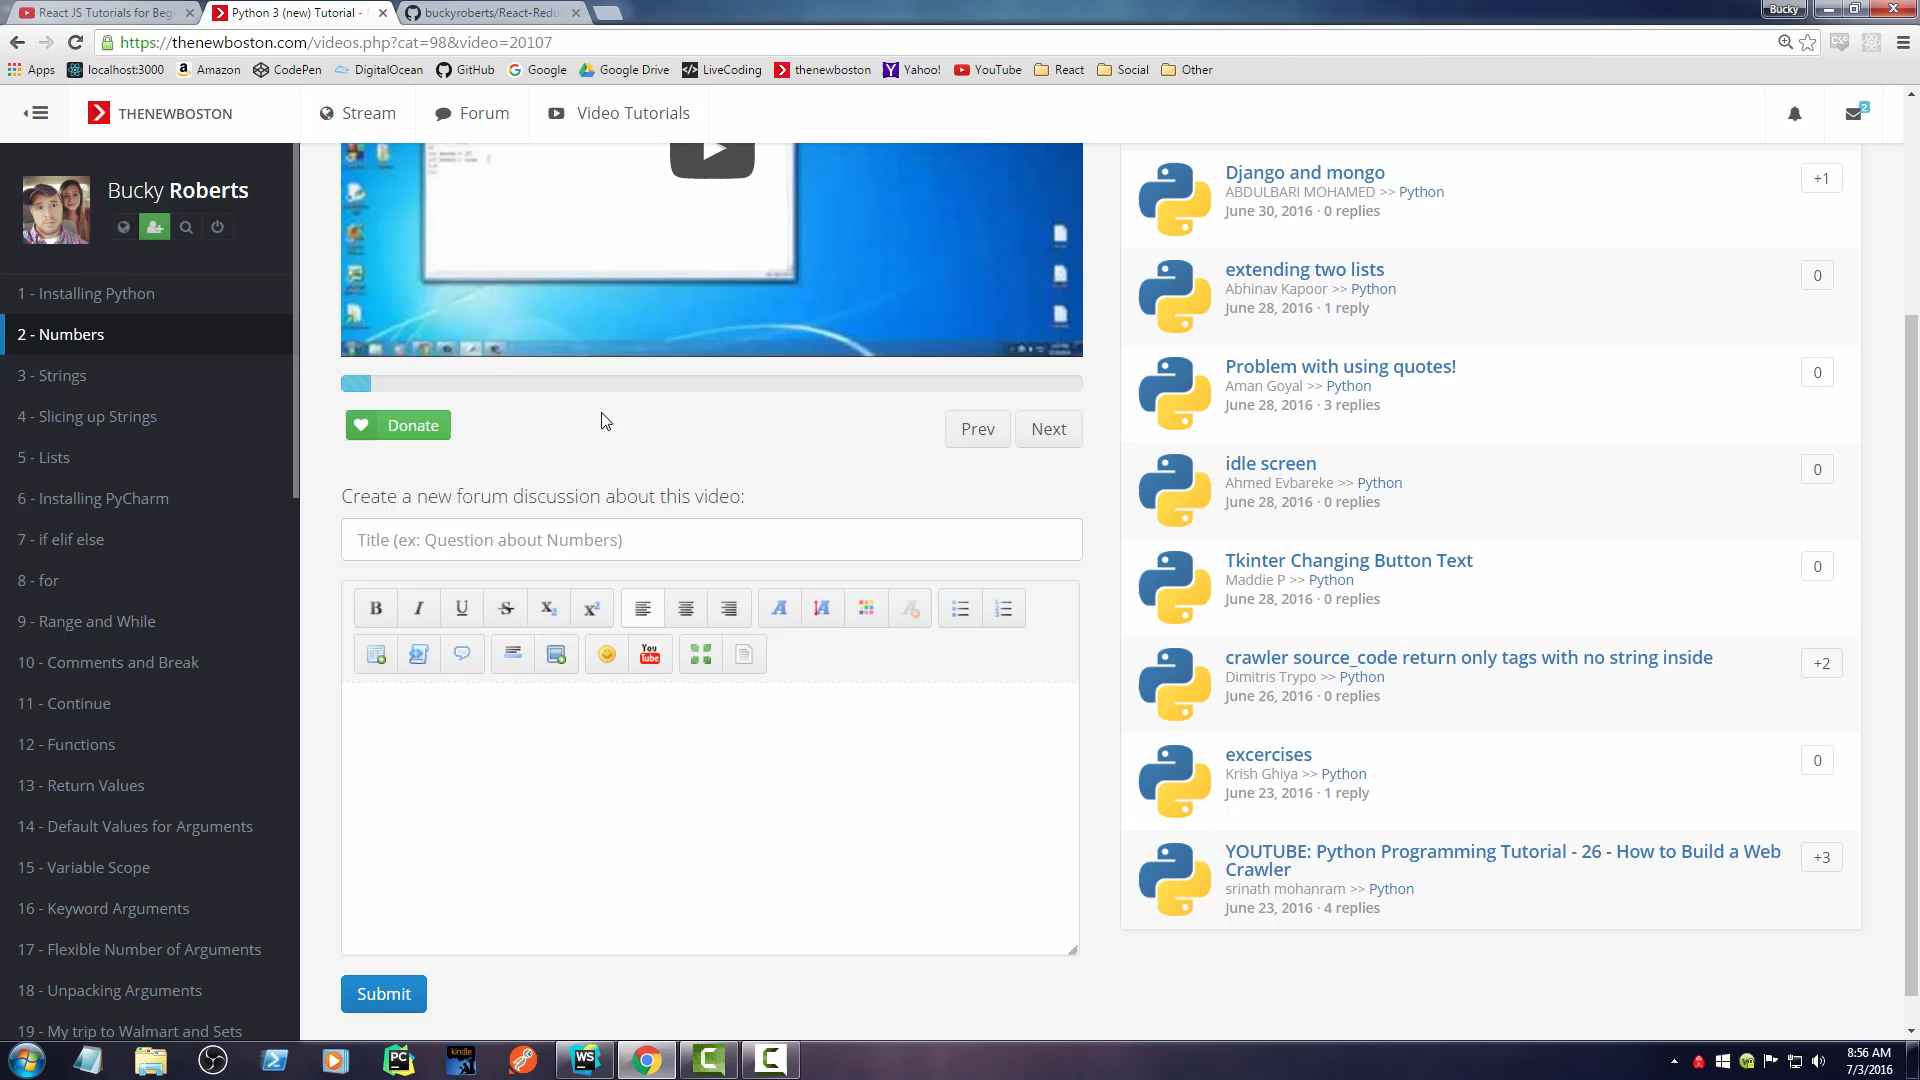 React JS Tutorials for Beg
Python 3 (new) Tutorial -
buckyroberts/React-Redu
Bucky
https://thenewboston.com/videos.php?cat=98&video=20107
Apps
localhost:3000
Amazon
CodePen
DigitalOcean
GitHub
Google
Google Drive
LiveCoding
thenewboston
Yahoo!
YouTube
React
Social
Other
THENEWBOSTON
Stream
Forum
Video Tutorials
2
Bucky Roberts
1 - Installing Python
2 - Numbers
3 - Strings
4 - Slicing up Strings
5 - Lists
6 - Installing PyCharm
7 - if elif else
8 - for
9 - Range and While
10 - Comments and Break
11 - Continue
12 - Functions
13 - Return Values
14 - Default Values for Arguments
15 - Variable Scope
16 - Keyword Arguments
17 - Flexible Number of Arguments
18 - Unpacking Arguments
19 - My trip to Walmart and Sets
Donate
Prev
Next
Create a new forum discussion about this video:
Title (ex: Question about Numbers)
Submit
Django and mongo
ABDULBARI MOHAMED >> Python
June 30, 2016 · 0 replies
+1
extending two lists
Abhinav Kapoor >> Python
June 28, 2016 · 1 reply
0
Problem with using quotes!
Aman Goyal >> Python
June 28, 2016 · 3 replies
0
idle screen
Ahmed Evbareke >> Python
June 28, 2016 · 0 replies
0
Tkinter Changing Button Text
Maddie P >> Python
June 28, 2016 · 0 replies
0
crawler source_code return only tags with no string inside
Dimitris Trypo >> Python
June 26, 2016 · 0 replies
+2
excercises
Krish Ghiya >> Python
June 23, 2016 · 1 reply
0
YOUTUBE: Python Programming Tutorial - 26 - How to Build a Web
Crawler
srinath mohanram >> Python
June 23, 2016 · 4 replies
+3
8:56 AM
7/3/2016